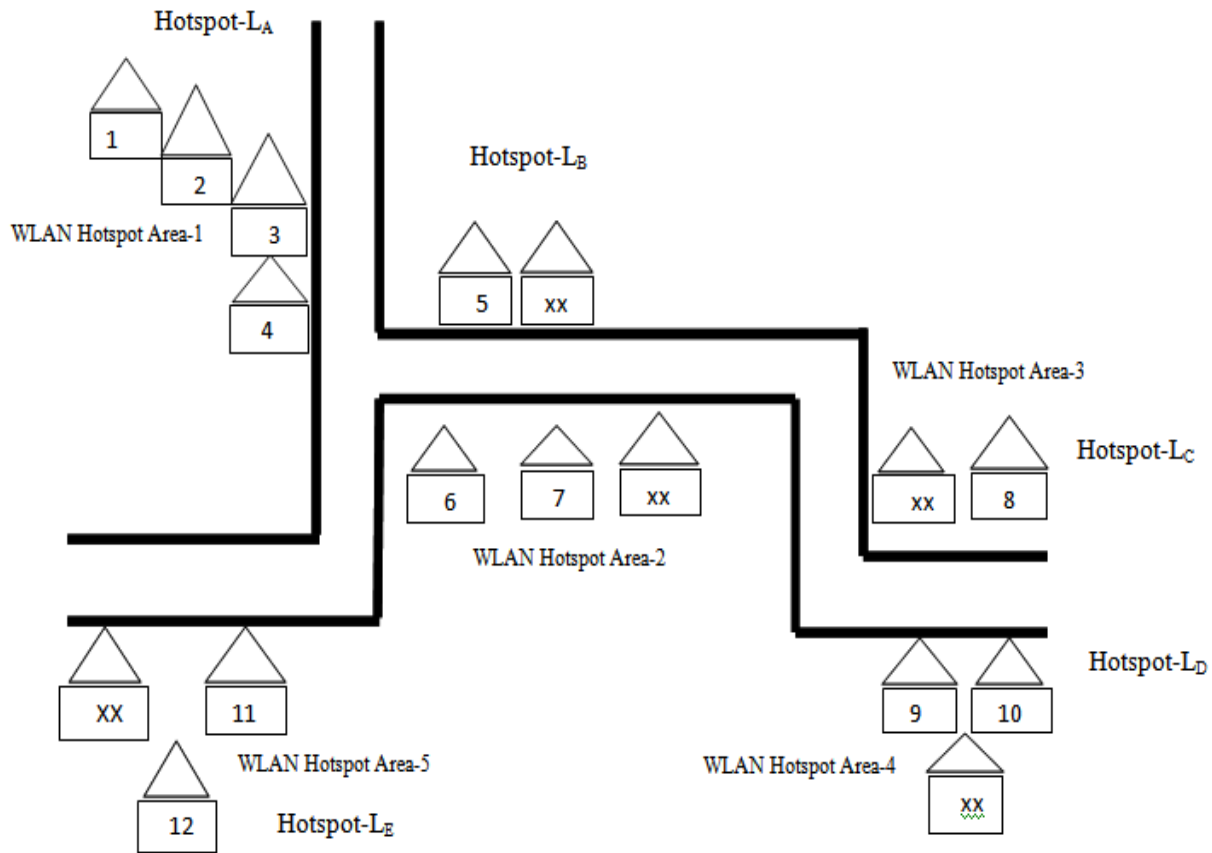 Hotspot-LA
1
2
3
WLAN Hotspot Area-1
4
Hotspot-LB
5
xx
WLAN Hotspot Area-3
Hotspot-LC
xx
8
6
7
xx
WLAN Hotspot Area-2
XX
11
WLAN Hotspot Area-5
12
Hotspot-LE
Hotspot-LD
9
10
WLAN Hotspot Area-4
xx